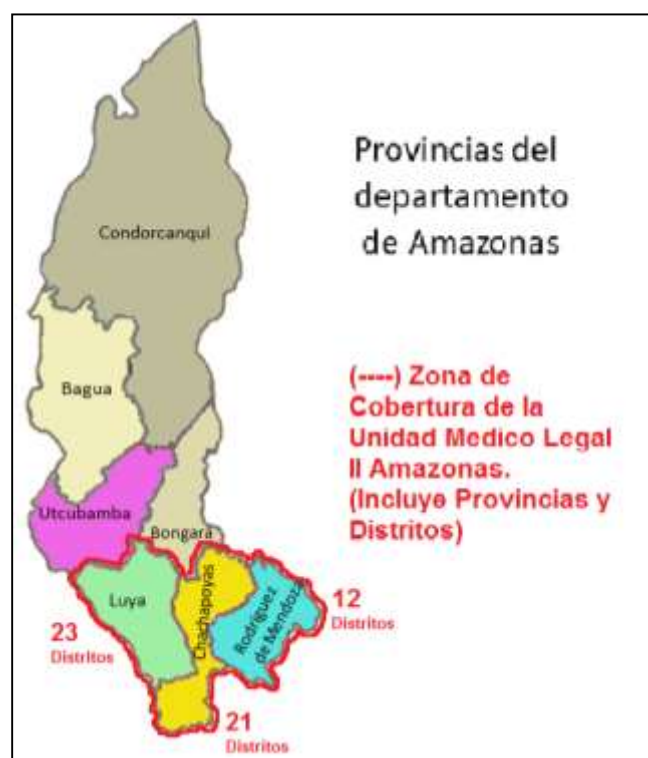 Provincias del
departamento
de Amazonas
Condorcanqui
(----) Zona de
Cobertura de la
Unidad Medico Legal
II Amazonas.
(Incluye Provincias y
Distritos)
Bagua
Utcubamba
Bongara
Luya
Chachapoyas
Rodriguez
de Mendoza
12
Distritos
23
Distritos
21
Distritos